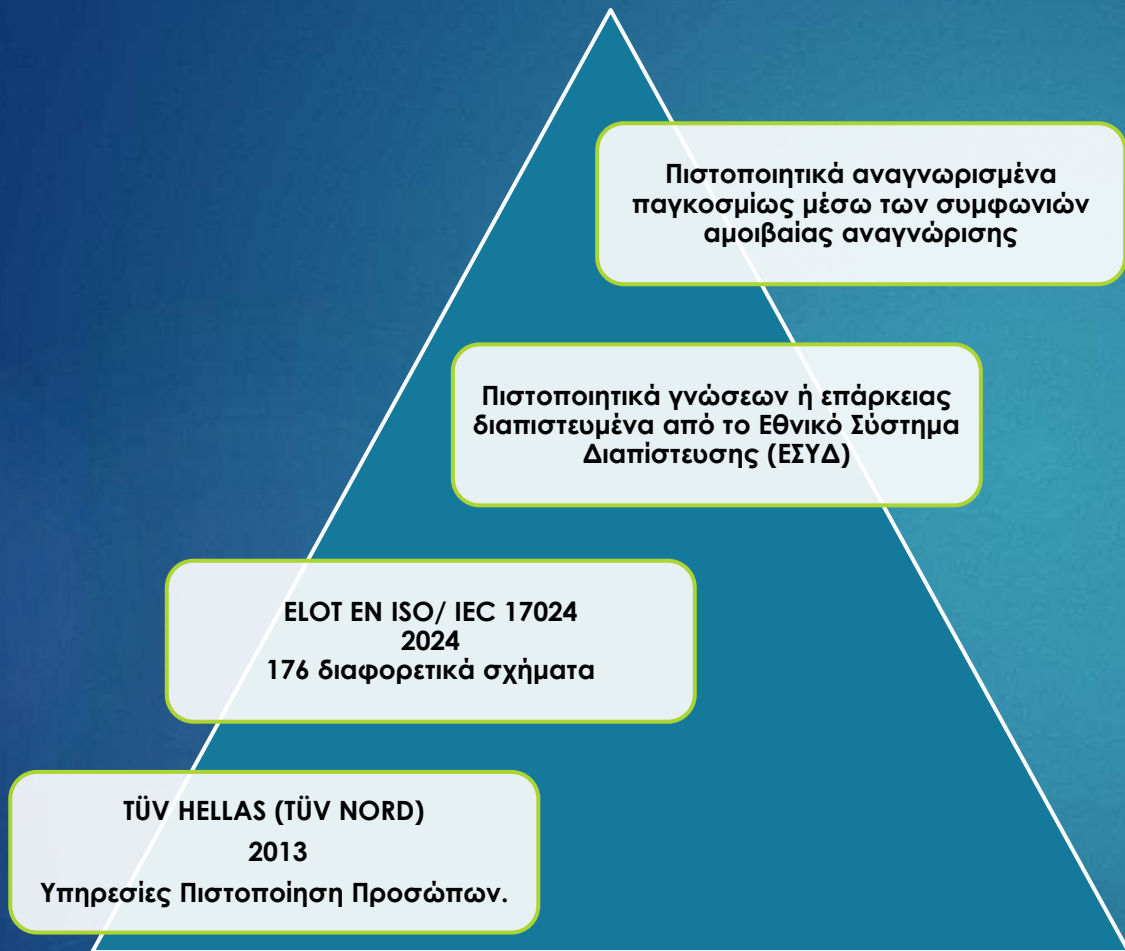 Πιστοποιητικά αναγνωρισμένα
παγκοσμίως μέσω των συμφωνιών
αμοιβαίας αναγνώρισης
Πιστοποιητικά γνώσεων ή επάρκειας
διαπιστευμένα από το Εθνικό Σύστημα
Διαπίστευσης (ΕΣΥΔ)
ELOT EN ISO/ IEC 17024
2024
176 διαφορετικά σχήματα
TÜV HELLAS (TÜV NORD)
2013
Υπηρεσίες Πιστοποίηση Προσώπων.